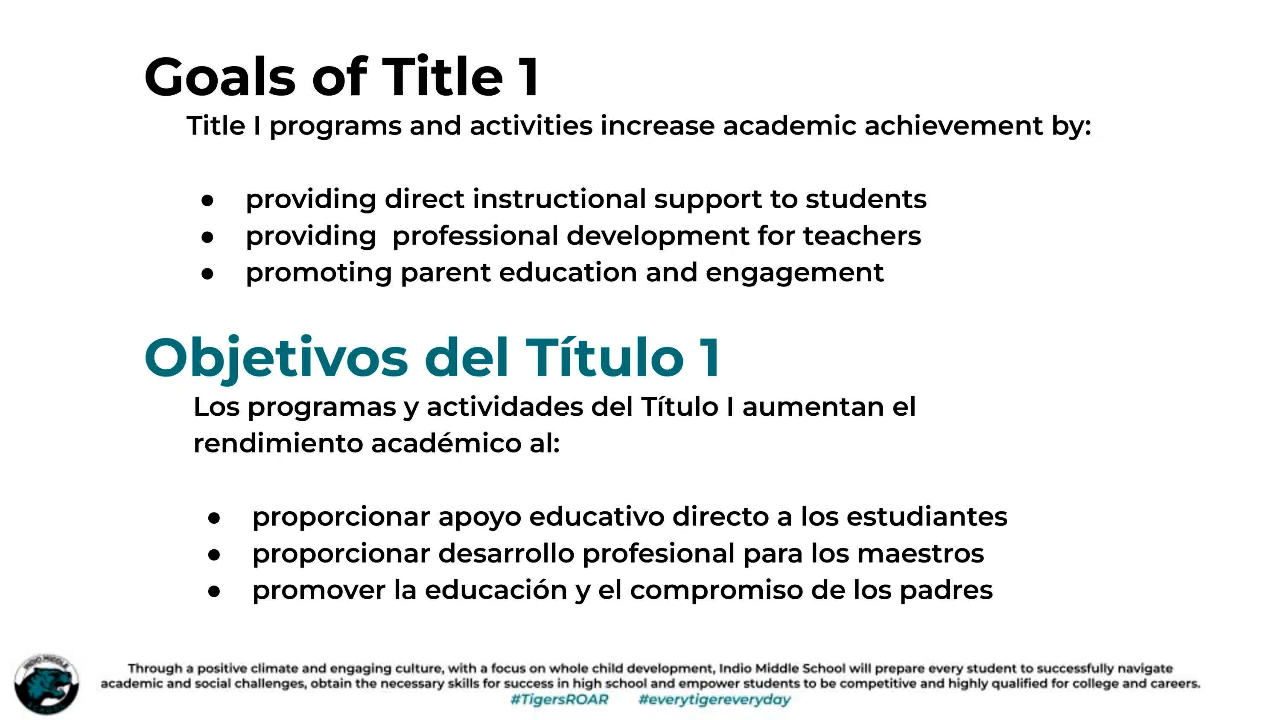 Goals of Title 1
Title I programs and activities increase academic achievement by:
● providing direct instructional support to students
● providing  professional development for teachers
● promoting parent education and engagement
Objetivos del Título 1
Los programas y actividades del Título I aumentan el
rendimiento académico al:
● proporcionar apoyo educativo directo a los estudiantes
● proporcionar desarrollo profesional para los maestros
● promover la educación y el compromiso de los padres
INDIO MIDDLE
Through a positive climate and engaging culture, with a focus on whole child development, Indio Middle School will prepare every student to successfully navigate
academic and social challenges, obtain the necessary skills for success in high school and empower students to be competitive and highly qualified for college and careers.
#TigersROAR #everytigereveryday